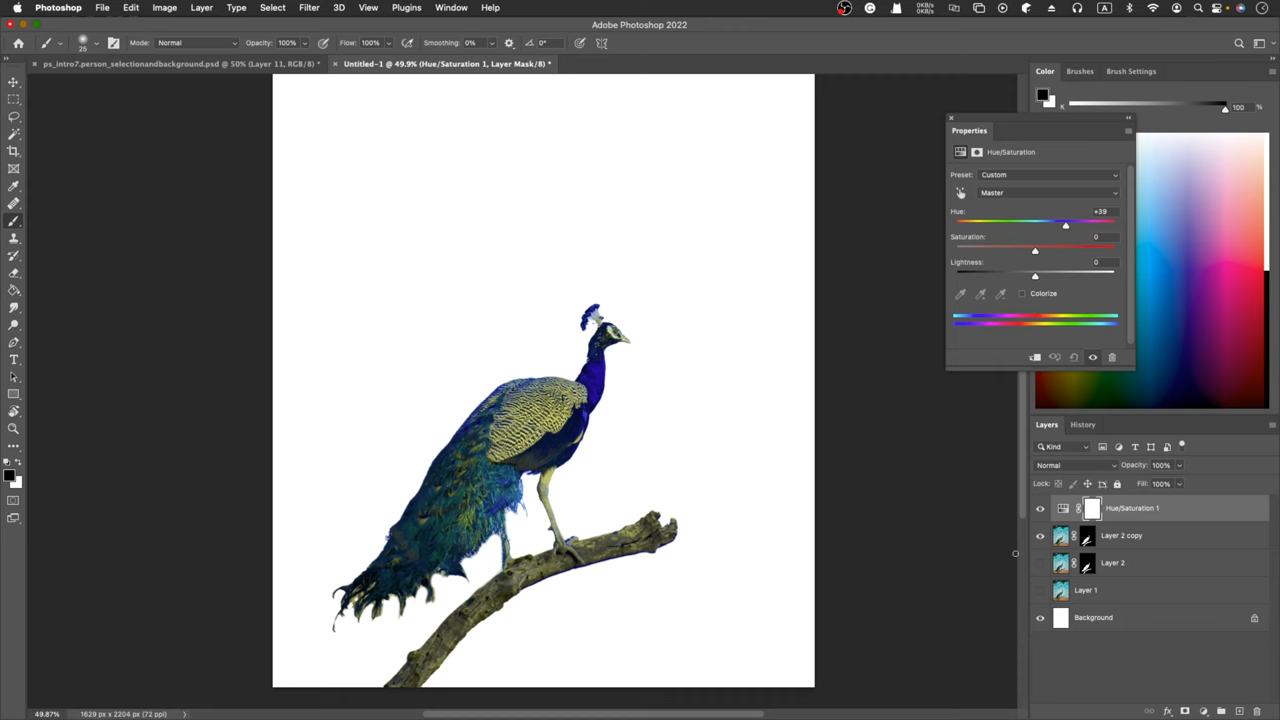 Photoshop File Edit Image Layer Type Select Filter 3D View Plugins Window Help 0KB/s 0KB/s A
Adobe Photoshop 2022
25 Mode: Normal Opacity: 100% Flow: 100% Smoothing: 0% 0°
ps_intro7.person_selectionandbackground.psd @ 50% (Layer 11, RGB/8) * Untitled-1 @ 49.9% (Hue/Saturation 1, Layer Mask/8) *
Color Brushes Brush Settings
K 100 %
Properties
Hue/Saturation
Preset: Custom
Master
Hue: +39
Saturation: 0
Lightness: 0
Colorize
Layers History
Kind
Normal Opacity: 100%
Lock: Fill: 100%
Hue/Saturation 1
Layer 2 copy
Layer 2
Layer 1
Background
49.87% 1629 px x 2204 px (72 ppi)